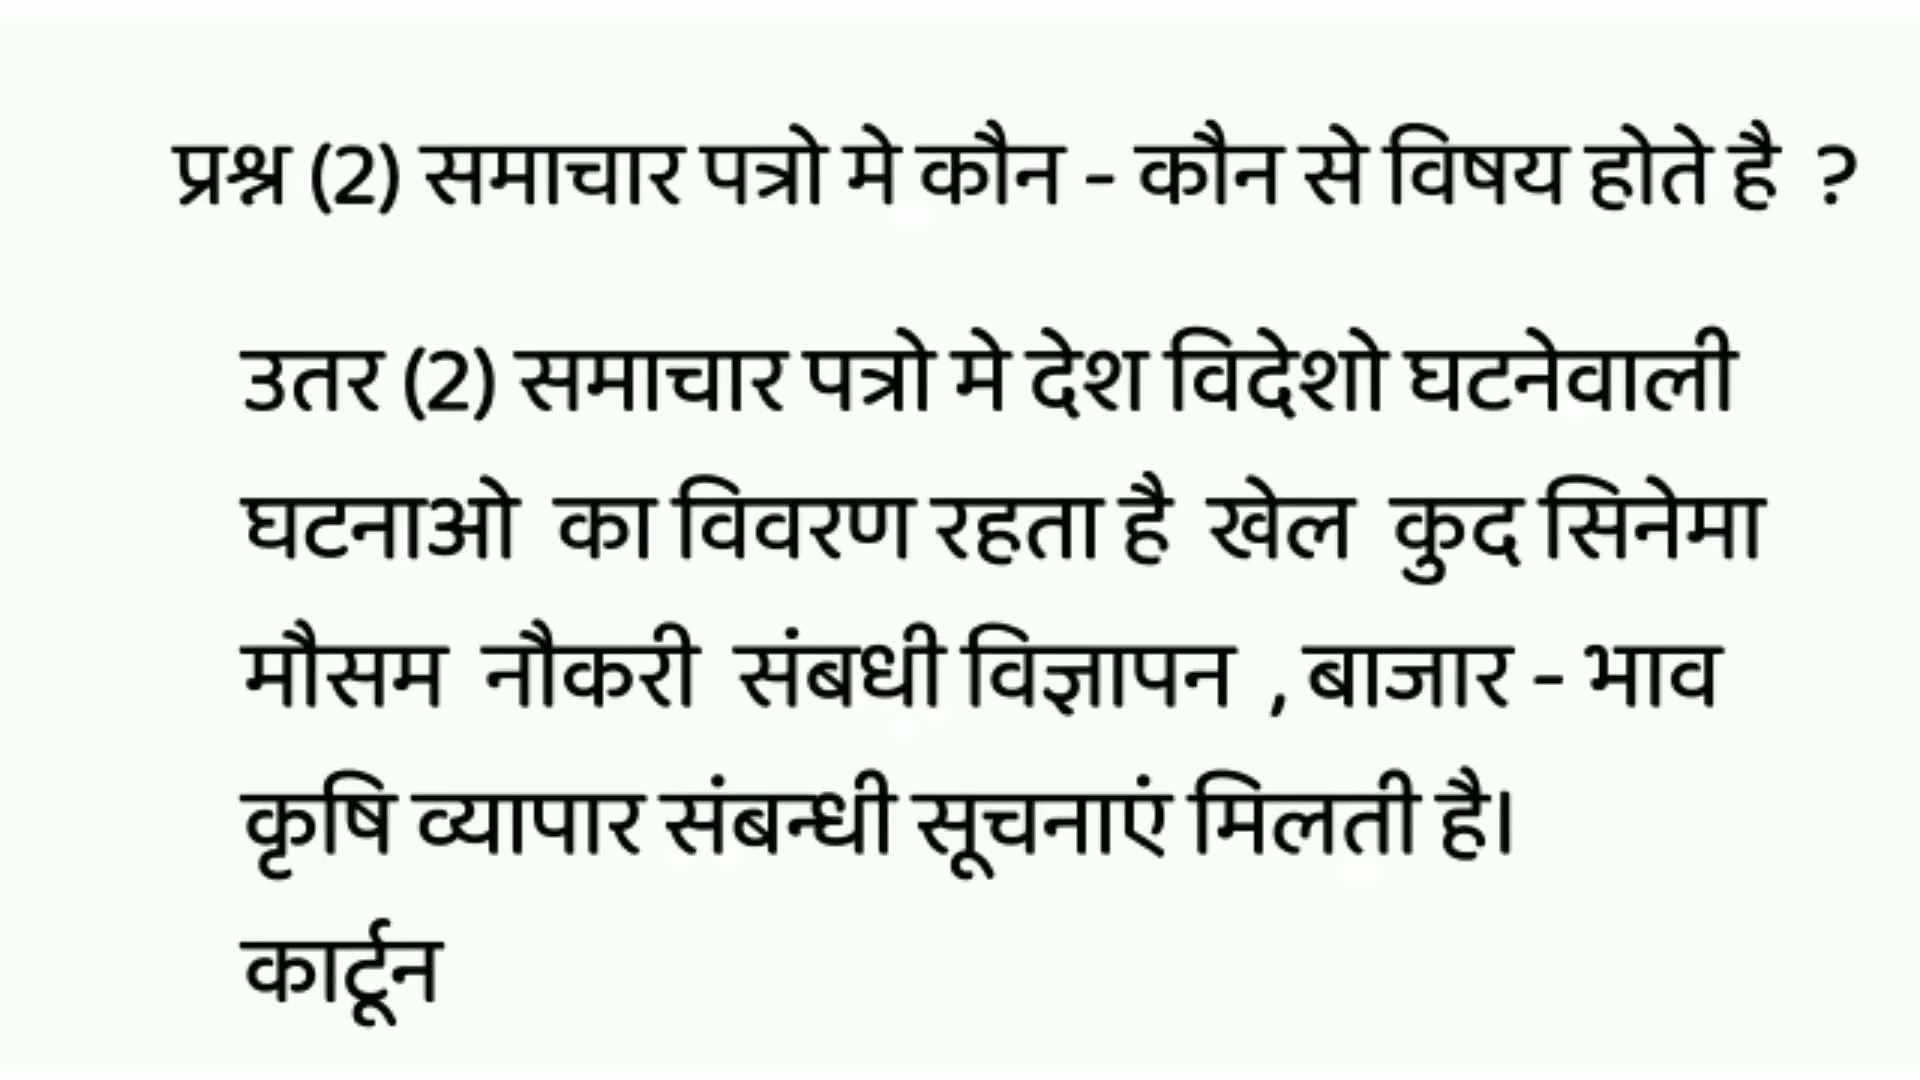 प्रश्न (2) समाचार पत्रो मे कौन - कौन से विषय होते है ?
उतर (2) समाचार पत्रो मे देश विदेशो घटनेवाली
घटनाओ का विवरण रहता है खेल कुद सिनेमा
मौसम नौकरी संबधी विज्ञापन , बाजार - भाव
कृषि व्यापार संबन्धी सूचनाएं मिलती है।
कार्टून